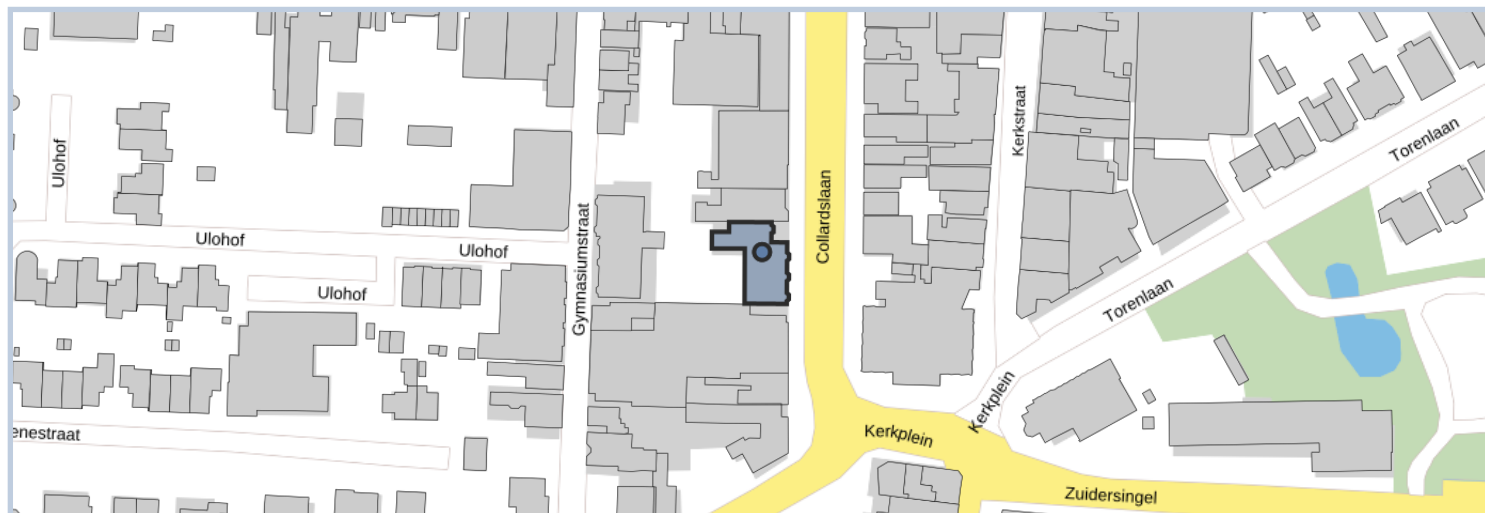 Ulohof
Ulohof
Ulohof
Ulohof
Gymnasiumstraat
Collardslaan
Kerkstraat
Torenlaan
Torenlaan
Kerkplein
Kerkplein
Zuidersingel
enestraat